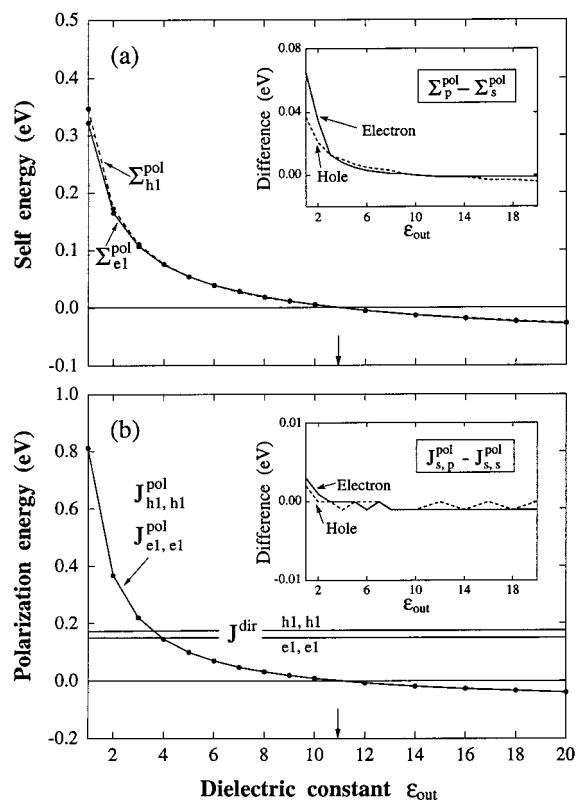 (a)
Self energy (eV)
0.5
0.4
0.3
0.2
0.1
0.0
-0.1
Σ^pol_h1
Σ^pol_e1
Difference (eV)
0.08
0.04
0.00
Σ^pol_p – Σ^pol_s
Electron
Hole
2 6 10 14 18
ε_out
(b)
Polarization energy (eV)
1.0
0.8
0.6
0.4
0.2
0.0
-0.2
J^pol_h1, h1
J^pol_e1, e1
J^dir
h1, h1
e1, e1
Difference (eV)
0.01
0.00
-0.01
J^pol_s, p - J^pol_s, s
Electron
Hole
2 6 10 14 18
ε_out
2 4 6 8 10 12 14 16 18 20
Dielectric constant ε_out